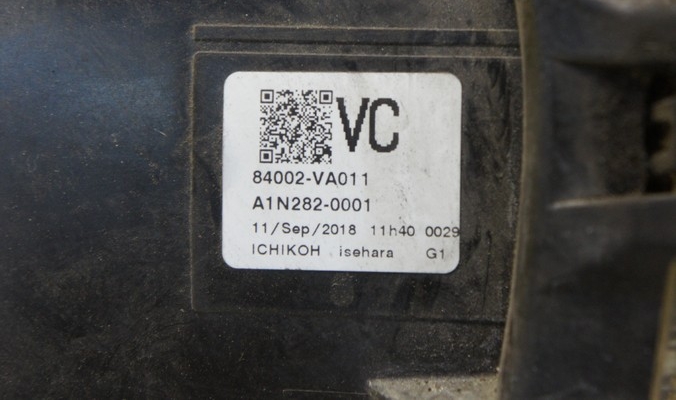 VC
84002-VA011
A1N282-0001
11/Sep/2018 11h40 0029
ICHIKOH isehara G1